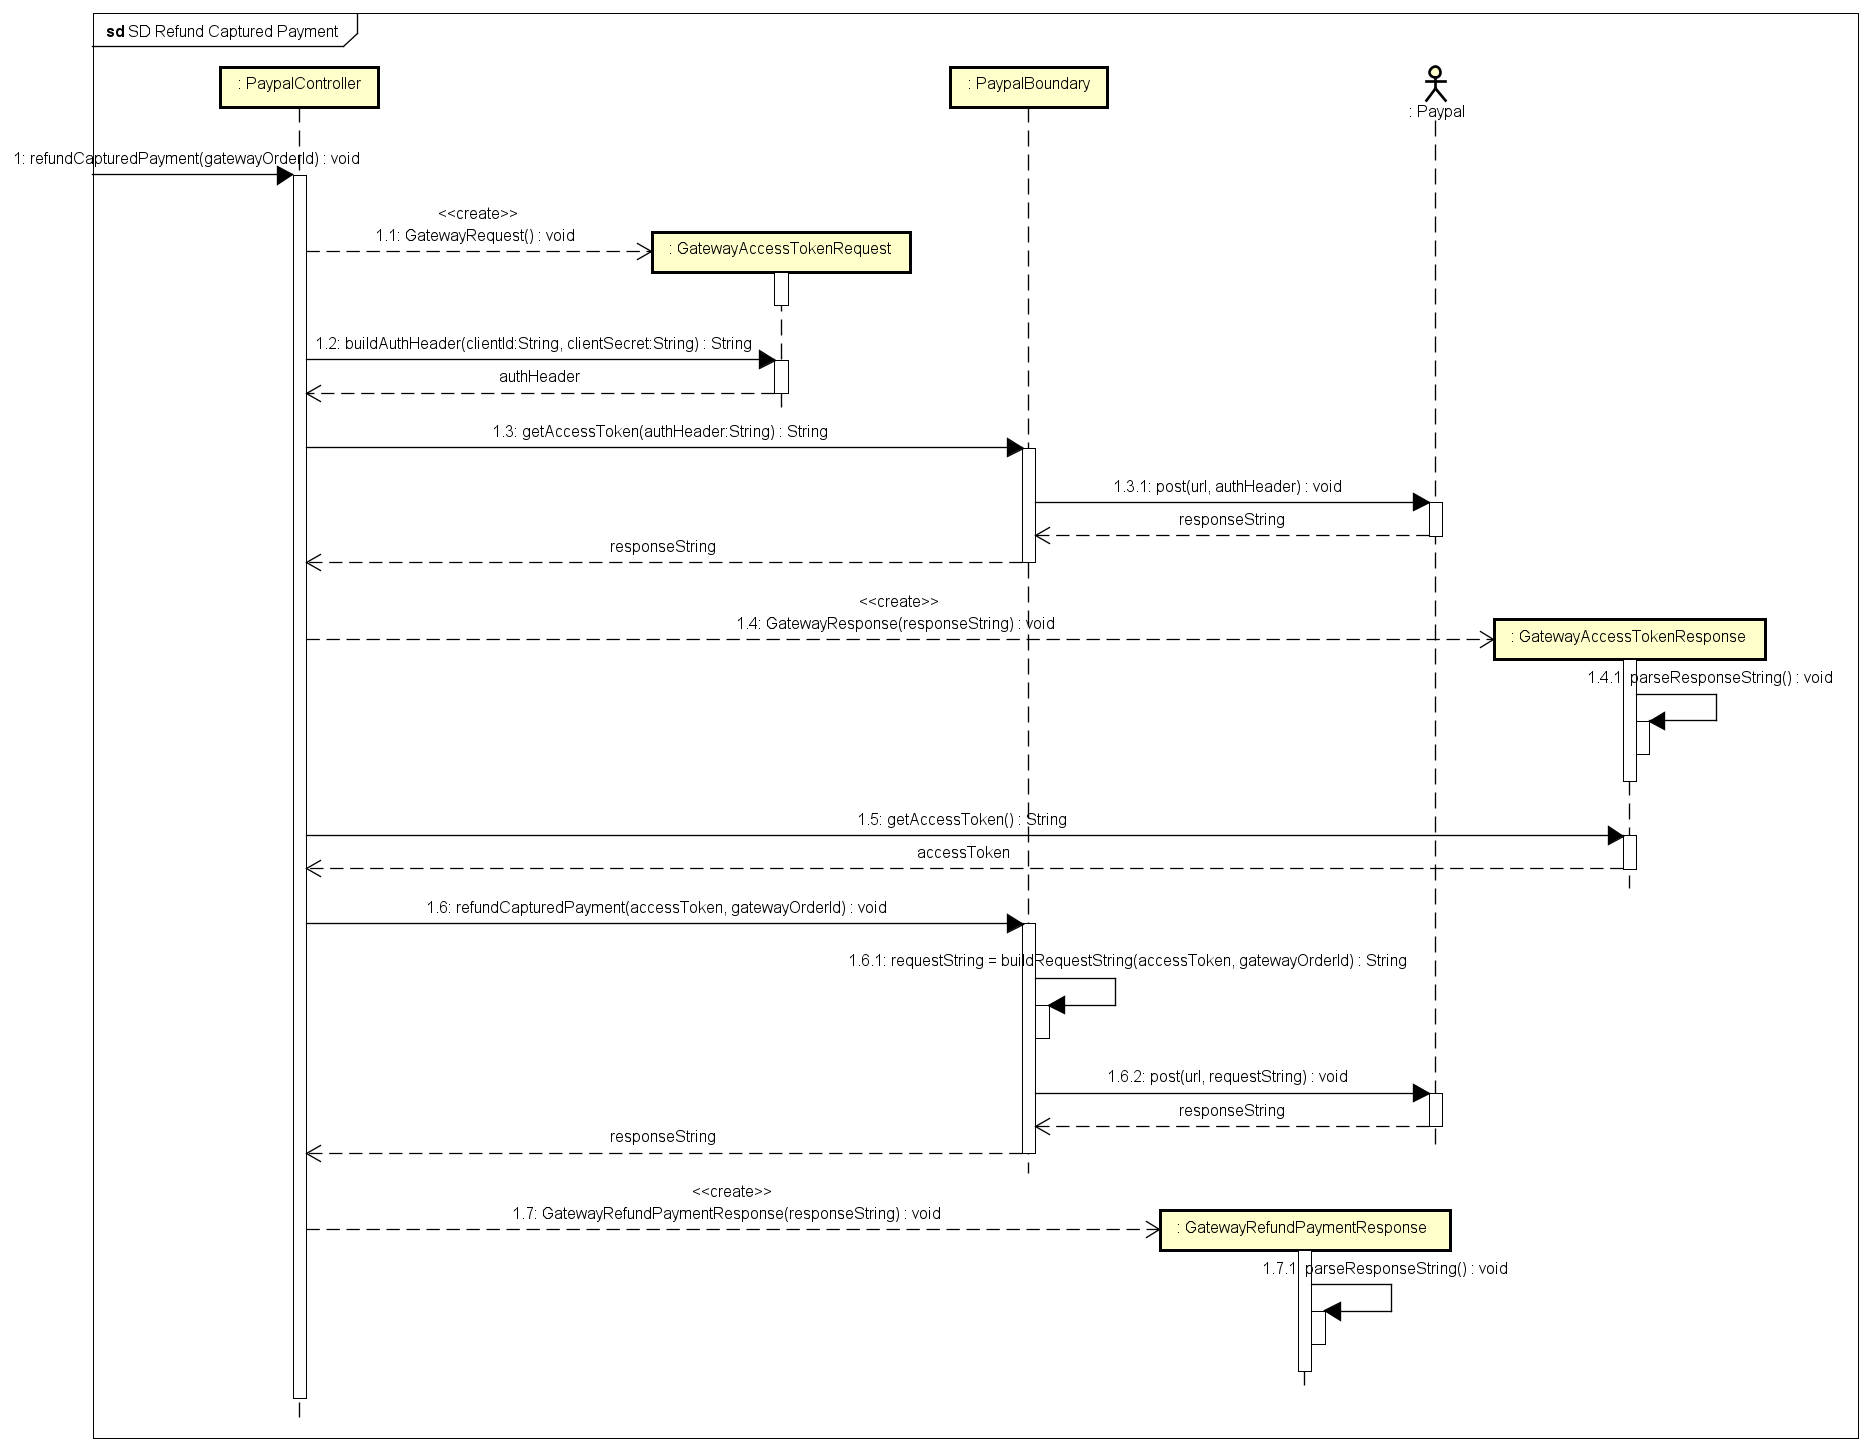 sd SD Refund Captured Payment
: PaypalController
: PaypalBoundary
: Paypal
1: refundCapturedPayment(gatewayOrderId) : void
<<create>>
1.1: GatewayRequest() : void
: GatewayAccessTokenRequest
1.2: buildAuthHeader(clientId:String, clientSecret:String) : String
authHeader
1.3: getAccessToken(authHeader:String) : String
1.3.1: post(url, authHeader) : void
responseString
responseString
<<create>>
1.4: GatewayResponse(responseString) : void
: GatewayAccessTokenResponse
1.4.1: parseResponseString() : void
1.5: getAccessToken() : String
accessToken
1.6: refundCapturedPayment(accessToken, gatewayOrderId) : void
1.6.1: requestString = buildRequestString(accessToken, gatewayOrderId) : String
1.6.2: post(url, requestString) : void
responseString
responseString
<<create>>
1.7: GatewayRefundPaymentResponse(responseString) : void
: GatewayRefundPaymentResponse
1.7.1: parseResponseString() : void